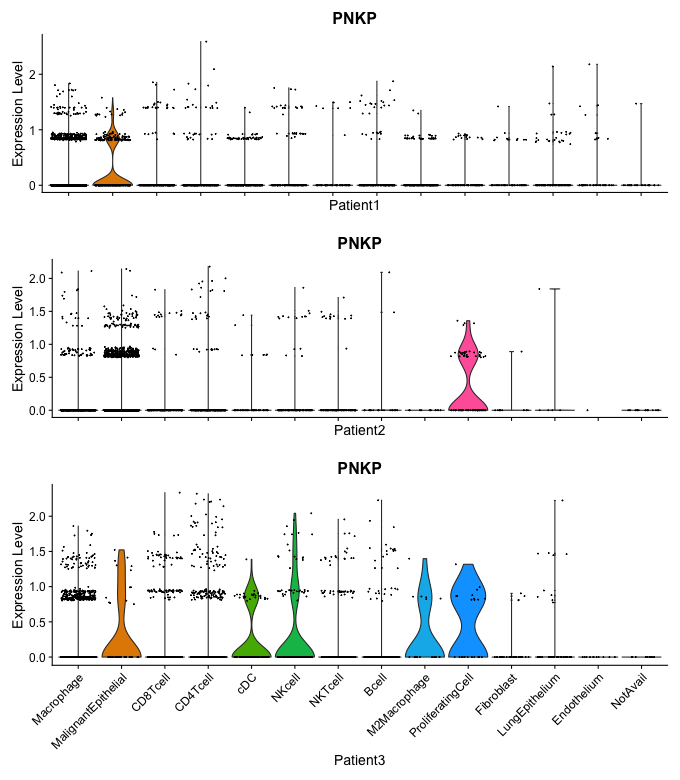 PNKP
Expression Level
2
1
0
Patient1
PNKP
Expression Level
2.0
1.5
1.0
0.5
0.0
Patient2
PNKP
Expression Level
2.0
1.5
1.0
0.5
0.0
Macrophage
MalignantEpithelial
CD8Tcell
CD4Tcell
cDC
NKcell
NKTcell
Bcell
M2Macrophage
ProliferatingCell
Fibroblast
LungEpithelium
Endothelium
NotAvail
Patient3